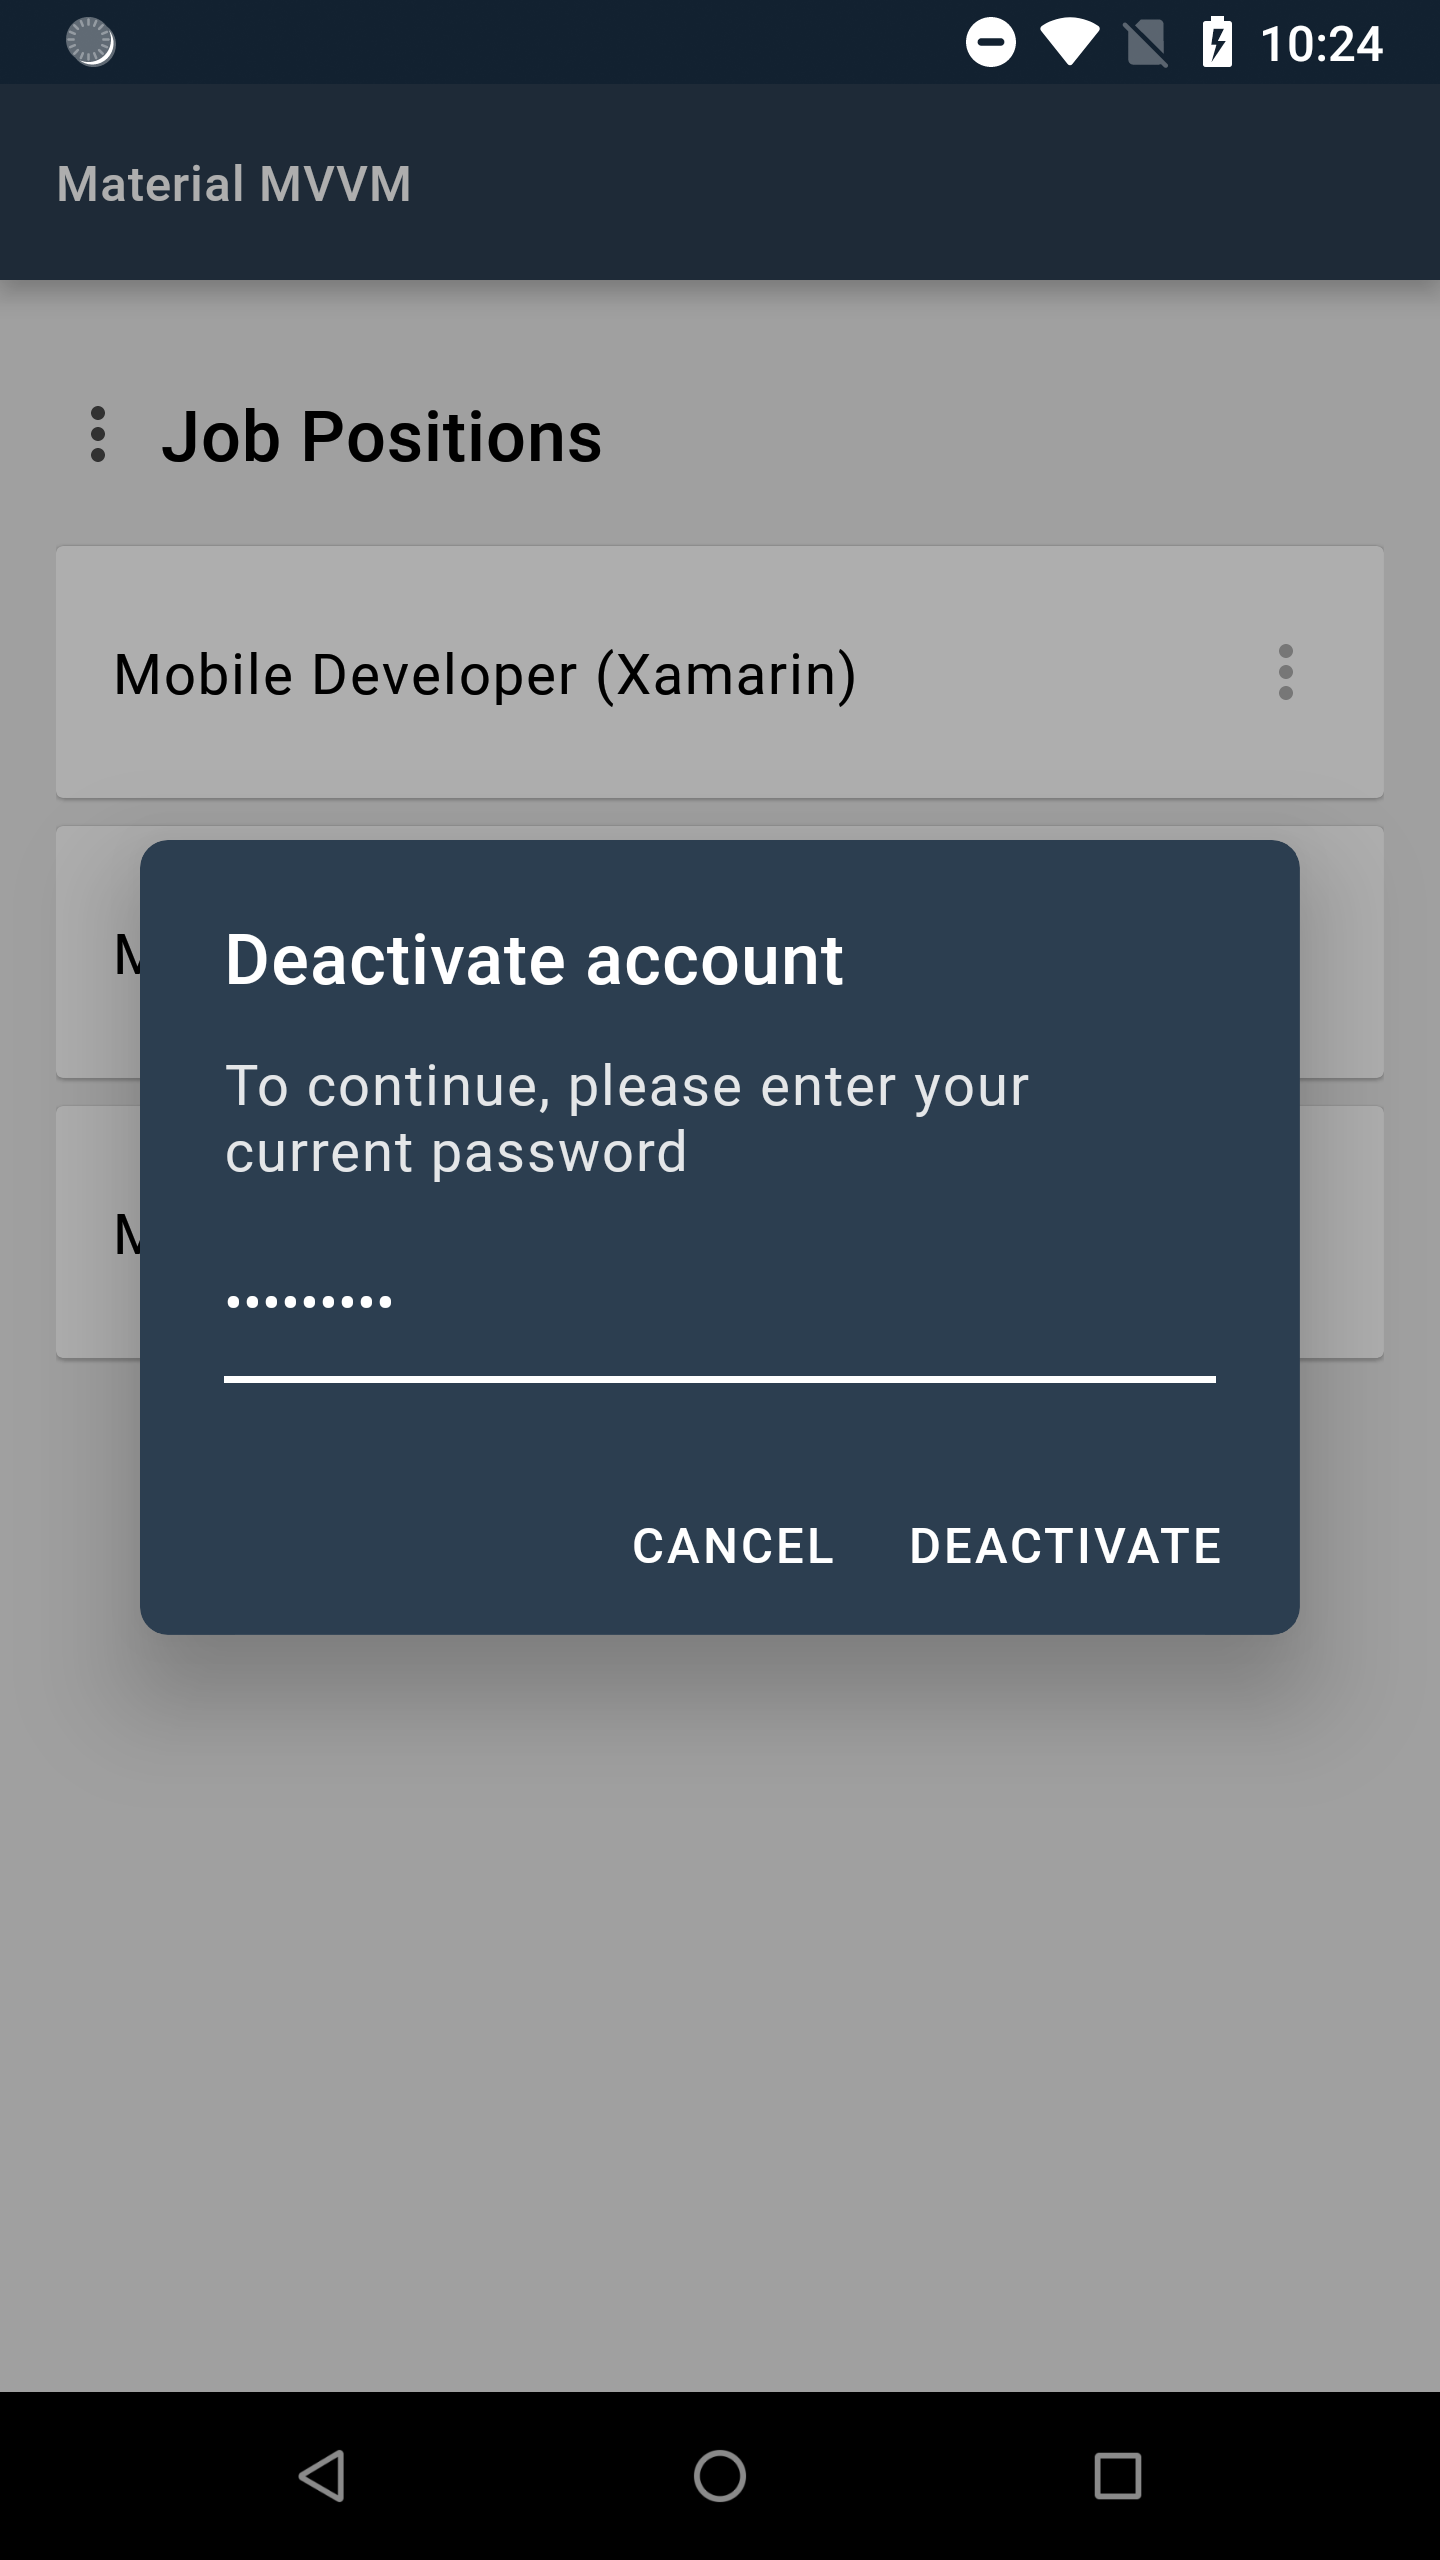 10:24
Material MVVM
Job Positions
Mobile Developer (Xamarin)
Deactivate account
To continue, please enter your
current password
•••••••••
CANCEL DEACTIVATE